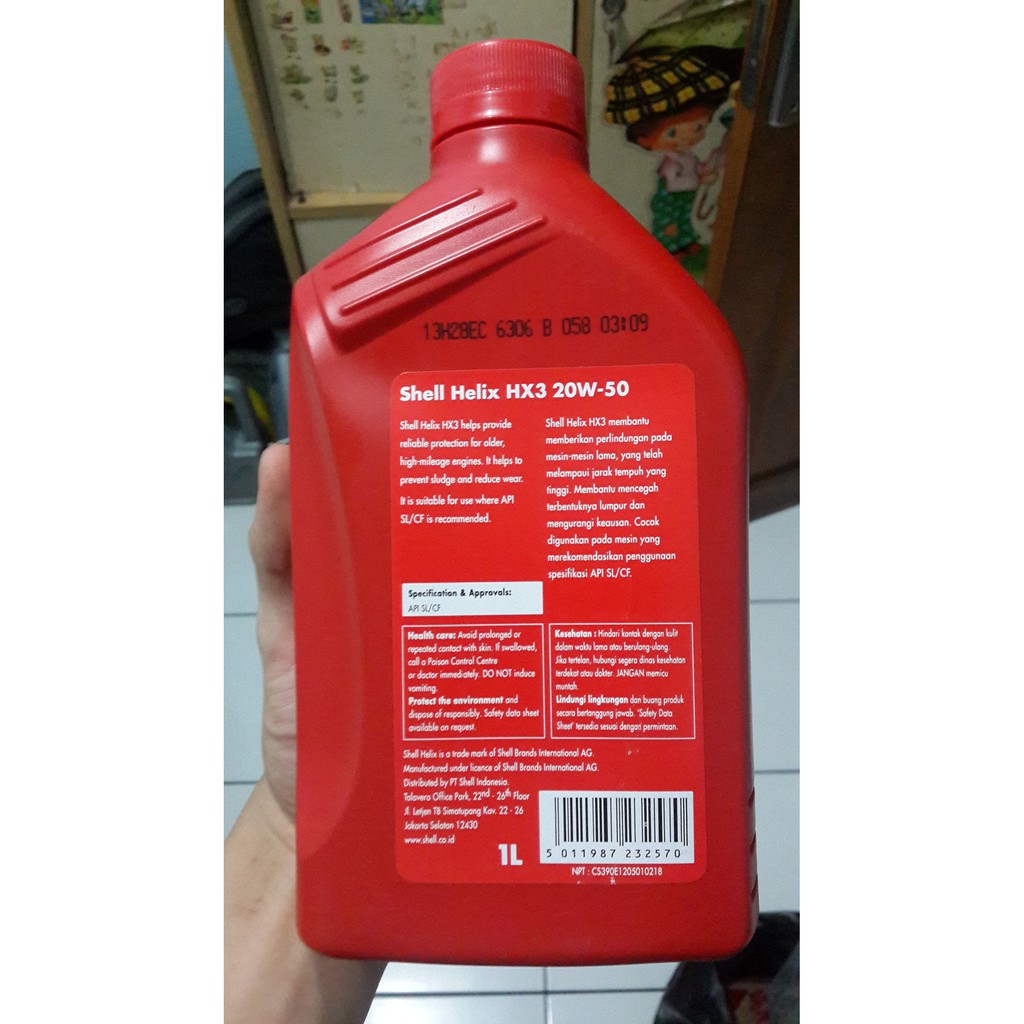 13H28EC 6306 B 058 03:09
Shell Helix HX3 20W-50
Shell Helix HX3 helps provide
reliable protection for older,
high-mileage engines. It helps to
prevent sludge and reduce wear.
It is suitable for use where API
SL/CF is recommended.
Shell Helix HX3 membantu
memberikan perlindungan pada
mesin-mesin lama, yang telah
melampaui jarak tempuh yang
tinggi. Membantu mencegah
terbentuknya lumpur dan
mengurangi keausan. Cocok
digunakan pada mesin yang
merekomendasikan penggunaan
spesifikasi API SL/CF.
Specification & Approvals:
API SL/CF
Health care: Avoid prolonged or
repeated contact with skin. If swallowed,
call a Poison Control Centre
or doctor immediately. DO NOT induce
vomiting.
Protect the environment and
dispose of responsibly. Safety data sheet
available on request.
Kesehatan : Hindari kontak dengan kulit
dalam waktu lama atau berulang-ulang.
Jika tertelan, hubungi segera dinas kesehatan
terdekat atau dokter. JANGAN memicu
muntah.
Lindungi lingkungan dan buang produk
secara bertanggung jawab. 'Safety Data
Sheet' tersedia sesuai dengan permintaan.
Shell Helix is a trade mark of Shell Brands International AG.
Manufactured under licence of Shell Brands International AG.
Distributed by PT Shell Indonesia.
Talavera Office Park, 22nd - 26th Floor
Jl. Letjen TB Simatupang Kav. 22 - 26
Jakarta Selatan 12430
www.shell.co.id
1L
5 011987 232570
NPT : CS390E1205010218